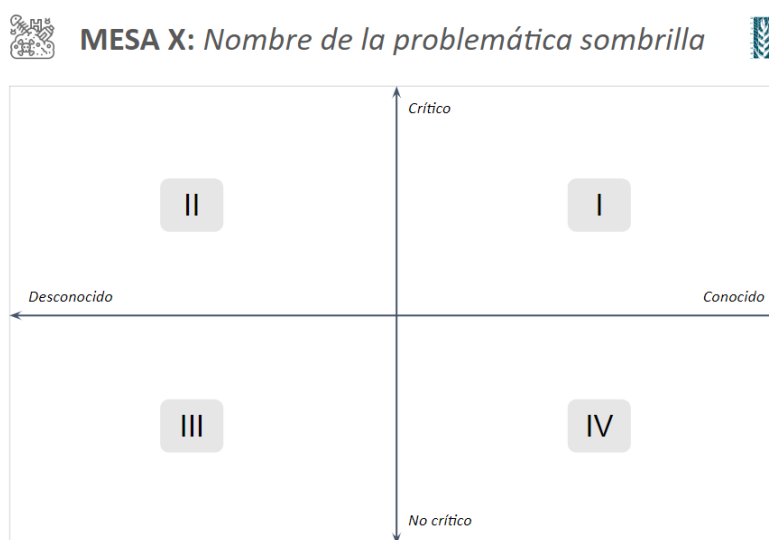 MESA X: Nombre de la problemática sombrilla
Crítico
II
I
Desconocido
Conocido
III
IV
No crítico